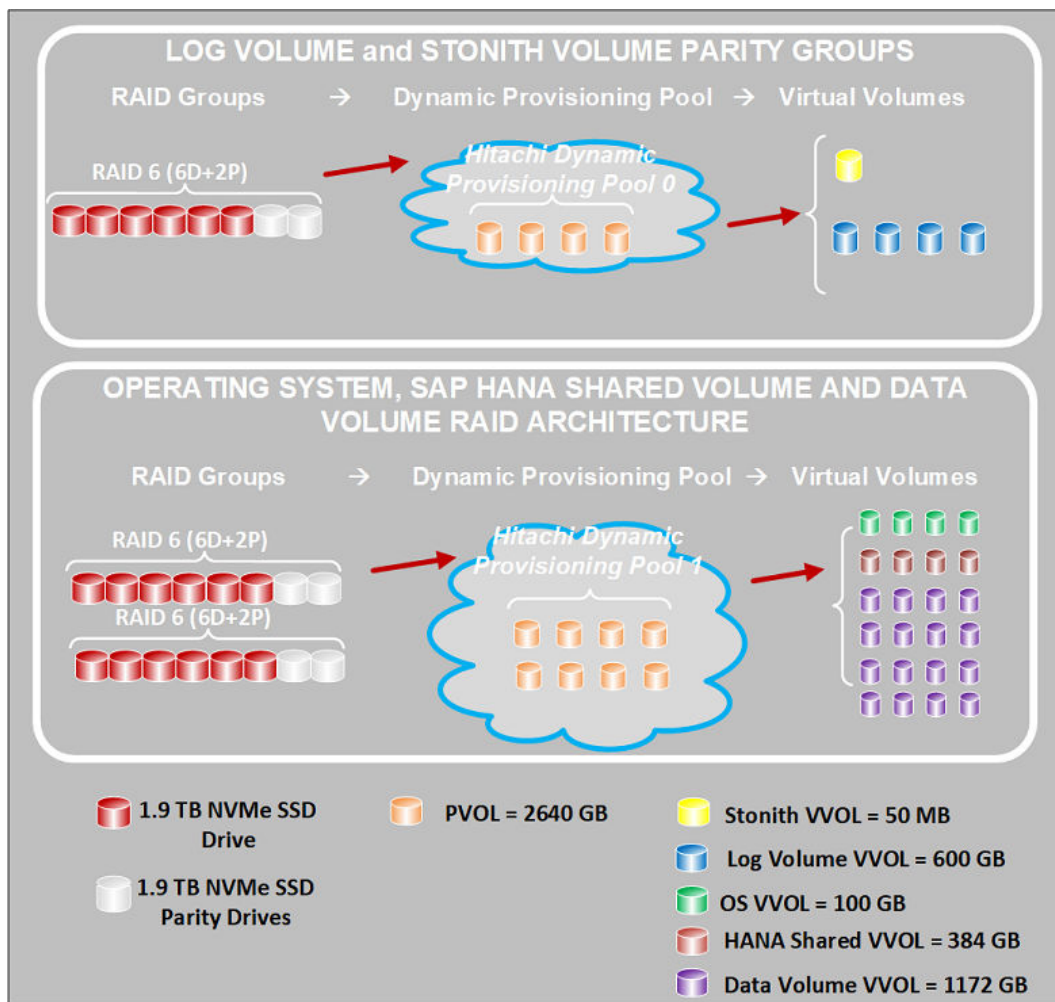 LOG VOLUME and STONITH VOLUME PARITY GROUPS
RAID Groups → Dynamic Provisioning Pool → Virtual Volumes
RAID 6 (6D+2P)
Hitachi Dynamic
Provisioning Pool 0
OPERATING SYSTEM, SAP HANA SHARED VOLUME AND DATA
VOLUME RAID ARCHITECTURE
RAID Groups → Dynamic Provisioning Pool → Virtual Volumes
RAID 6 (6D+2P)
RAID 6 (6D+2P)
Hitachi Dynamic
Provisioning Pool 1
1.9 TB NVMe SSD
Drive
1.9 TB NVMe SSD
Parity Drives
PVOL = 2640 GB
Stonith VVOL = 50 MB
Log Volume VVOL = 600 GB
OS VVOL = 100 GB
HANA Shared VVOL = 384 GB
Data Volume VVOL = 1172 GB